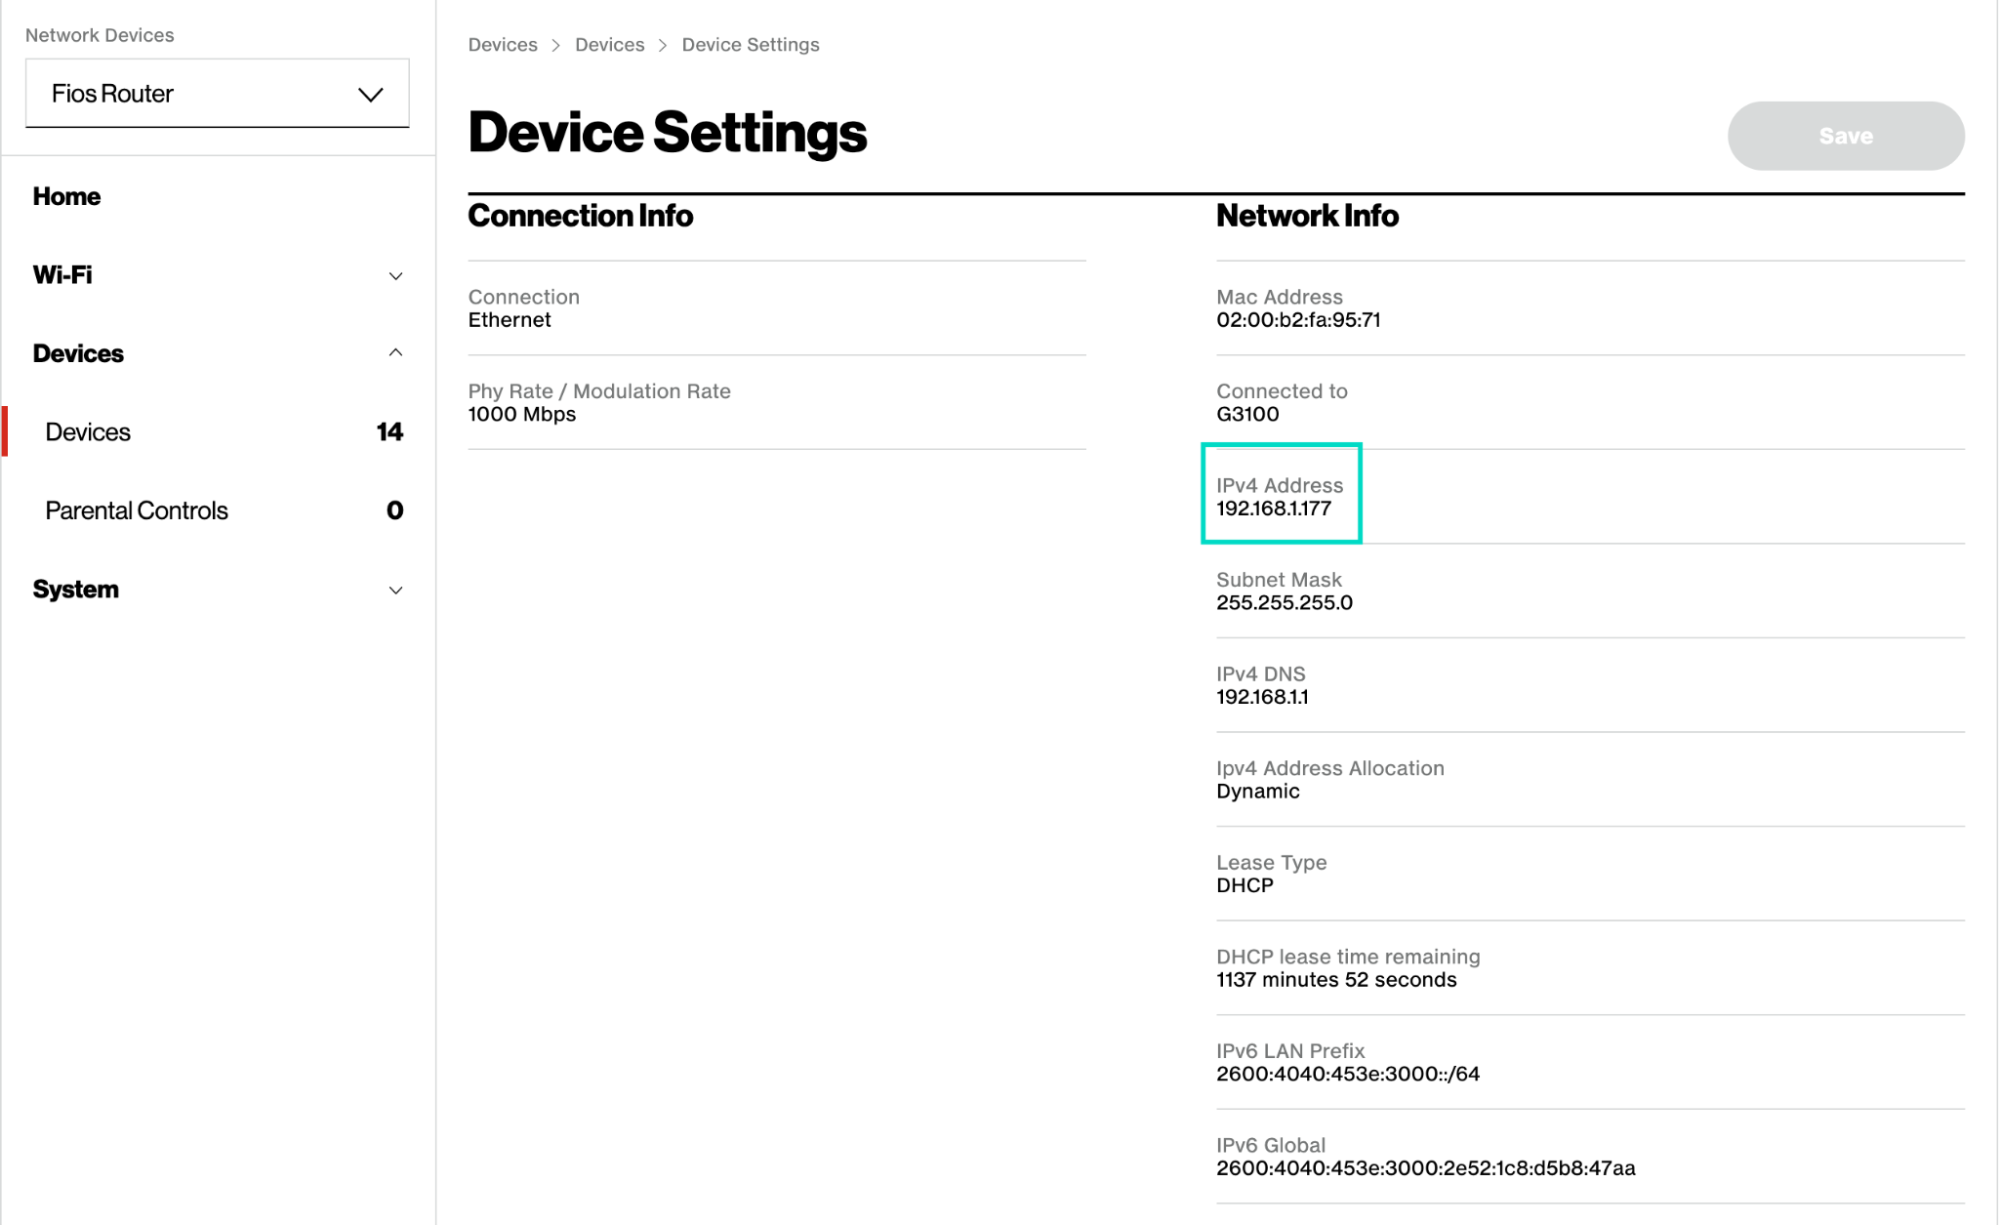 Network Devices
Fios Router
Home
Wi-Fi
Devices
Devices 14
Parental Controls 0
System
Devices > Devices > Device Settings
Device Settings
Save
Connection Info
Connection
Ethernet
Phy Rate / Modulation Rate
1000 Mbps
Network Info
Mac Address
02:00:b2:fa:95:71
Connected to
G3100
IPv4 Address
192.168.1.177
Subnet Mask
255.255.255.0
IPv4 DNS
192.168.1.1
Ipv4 Address Allocation
Dynamic
Lease Type
DHCP
DHCP lease time remaining
1137 minutes 52 seconds
IPv6 LAN Prefix
2600:4040:453e:3000::/64
IPv6 Global
2600:4040:453e:3000:2e52:1c8:d5b8:47aa